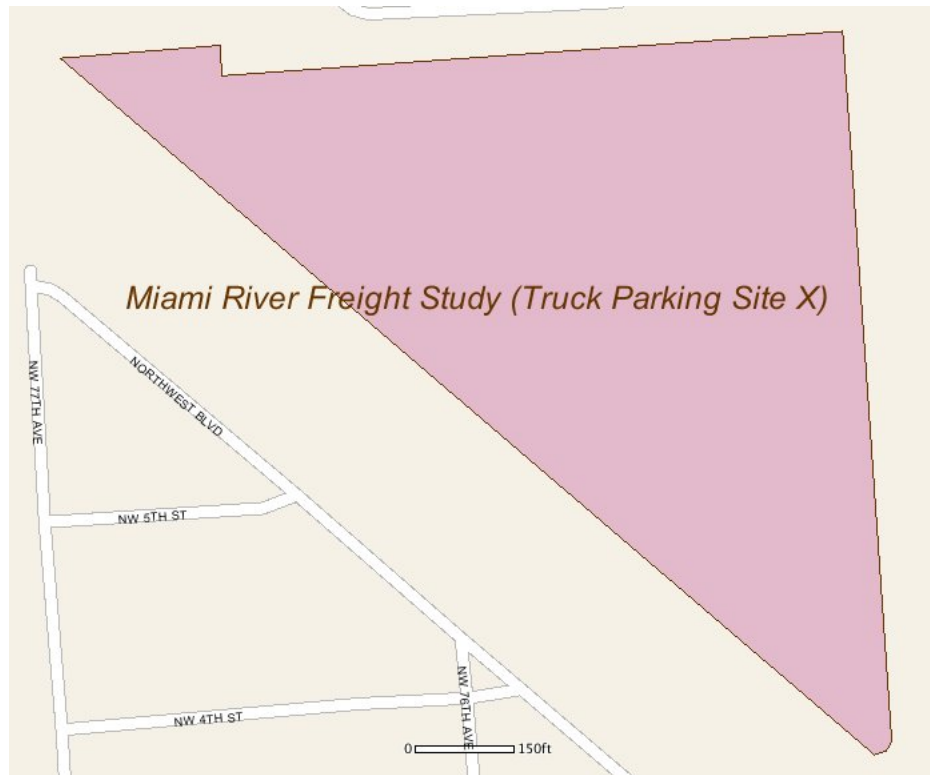 Miami River Freight Study (Truck Parking Site X)
NORTHWEST BLVD
NW 77TH AVE
NW 5TH ST
NW 76TH AVE
NW 4TH ST
0 150ft